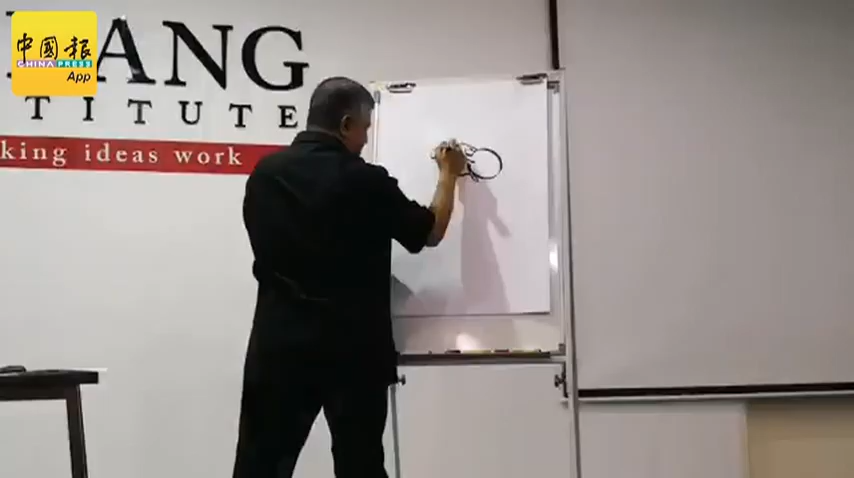 中國報
CHINA PRESS
App
ANG
TITUTE
king ideas work